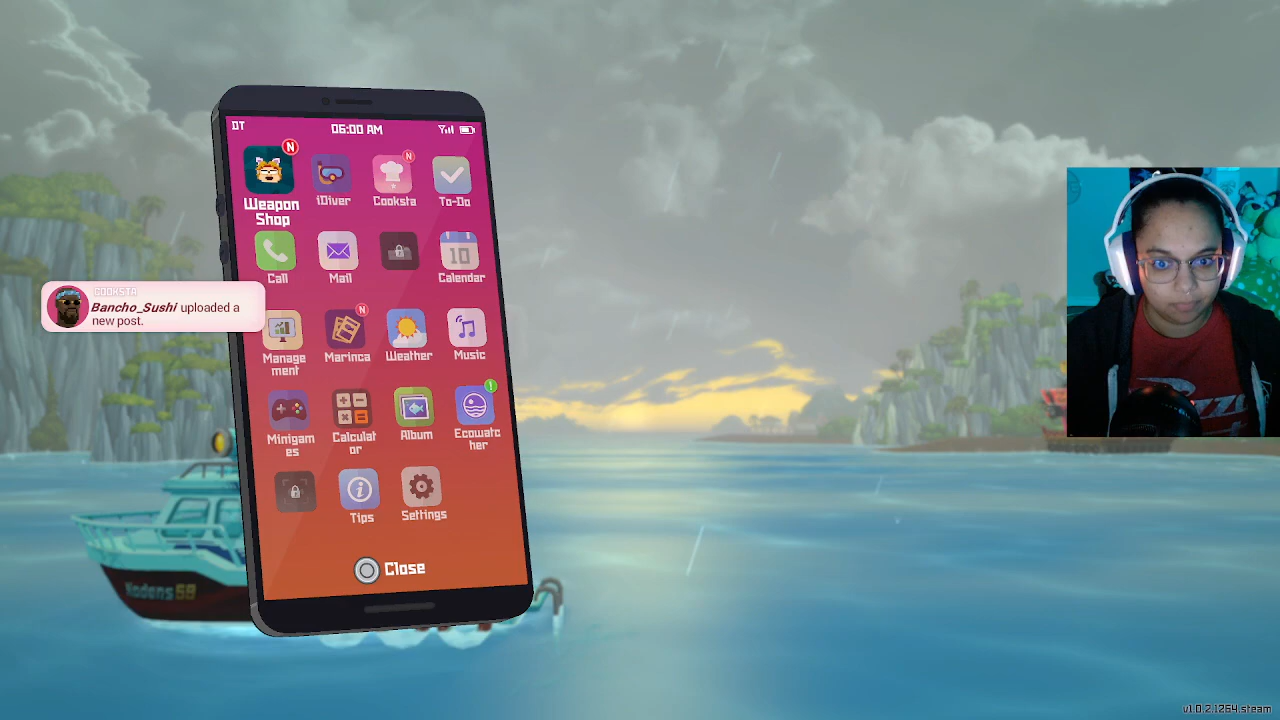 DT
06:00 AM
N
Weapon
Shop
iDiver
N
Cooksta
To-Do
Call
Mail
10
Calendar
COOKSTA
Bancho_Sushi uploaded a
new post.
Manage
ment
N
Marinca
Weather
Music
Minigam
es
Calculat
or
Album
!
Ecowatc
her
Tips
Settings
Close
v1.0.2.1264.steam